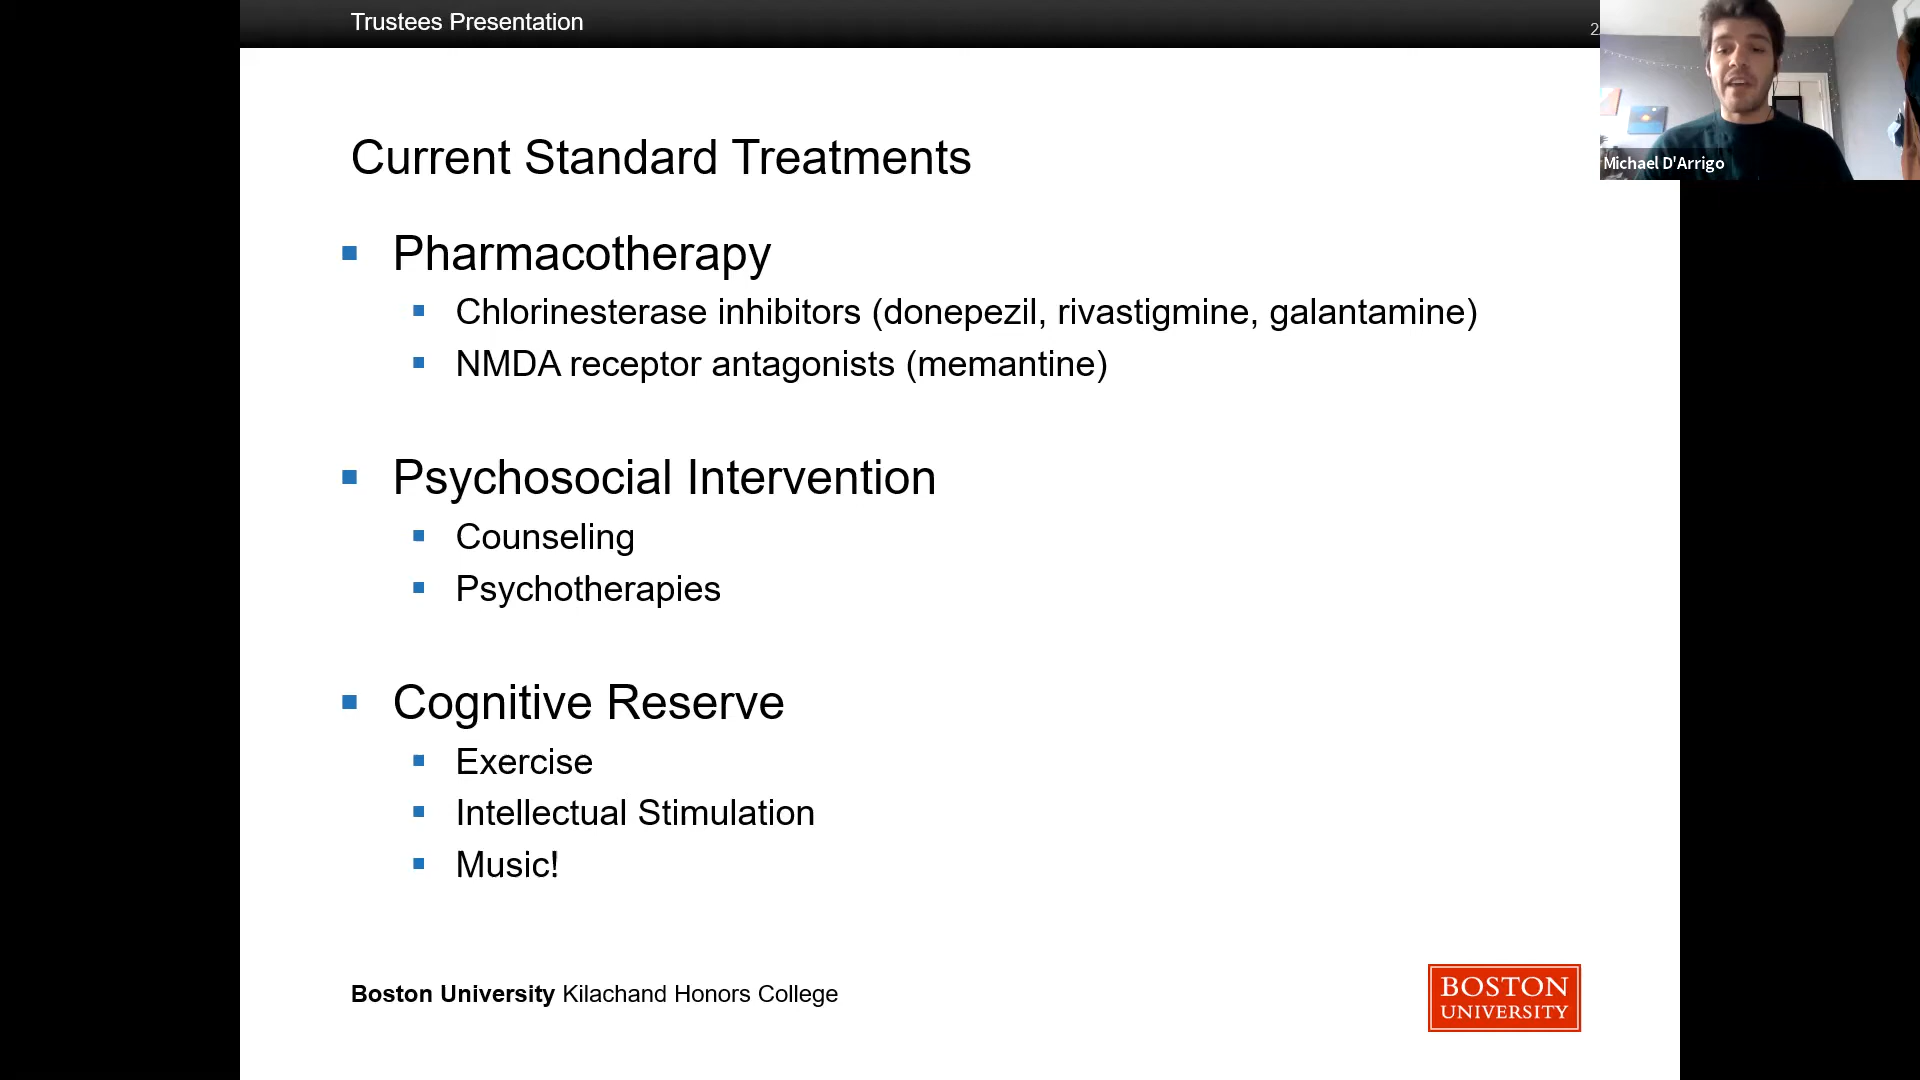 Trustees Presentation
2
Michael D'Arrigo
Current Standard Treatments
Pharmacotherapy
Chlorinesterase inhibitors (donepezil, rivastigmine, galantamine)
NMDA receptor antagonists (memantine)
Psychosocial Intervention
Counseling
Psychotherapies
Cognitive Reserve
Exercise
Intellectual Stimulation
Music!
Boston University Kilachand Honors College
BOSTON
UNIVERSITY